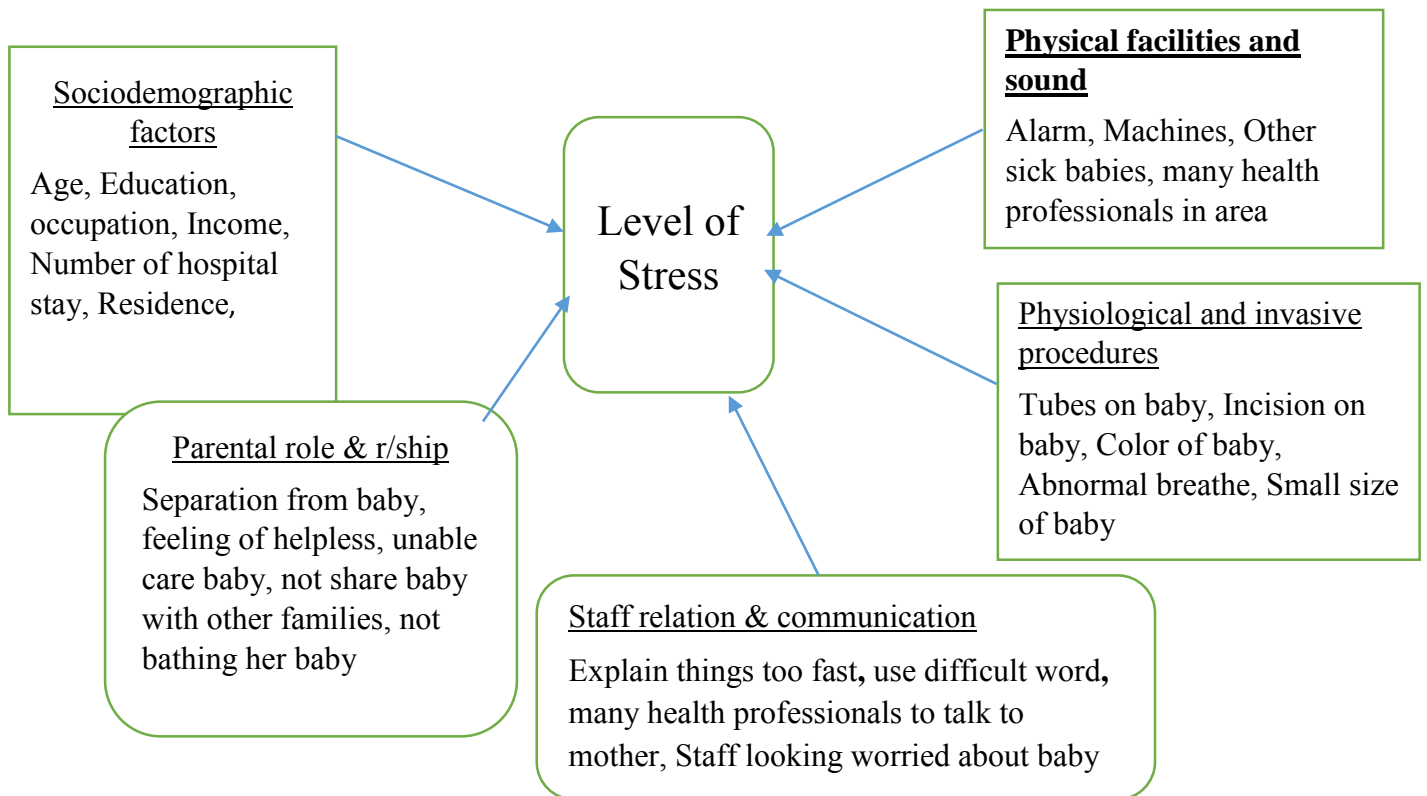 Sociodemographic
factors
Age, Education,
occupation, Income,
Number of hospital
stay, Residence,
Level of
Stress
Physical facilities and
sound
Alarm, Machines, Other
sick babies, many health
professionals in area
Physiological and invasive
procedures
Tubes on baby, Incision on
baby, Color of baby,
Abnormal breathe, Small size
of baby
Parental role & r/ship
Separation from baby,
feeling of helpless, unable
care baby, not share baby
with other families, not
bathing her baby
Staff relation & communication
Explain things too fast, use difficult word,
many health professionals to talk to
mother, Staff looking worried about baby